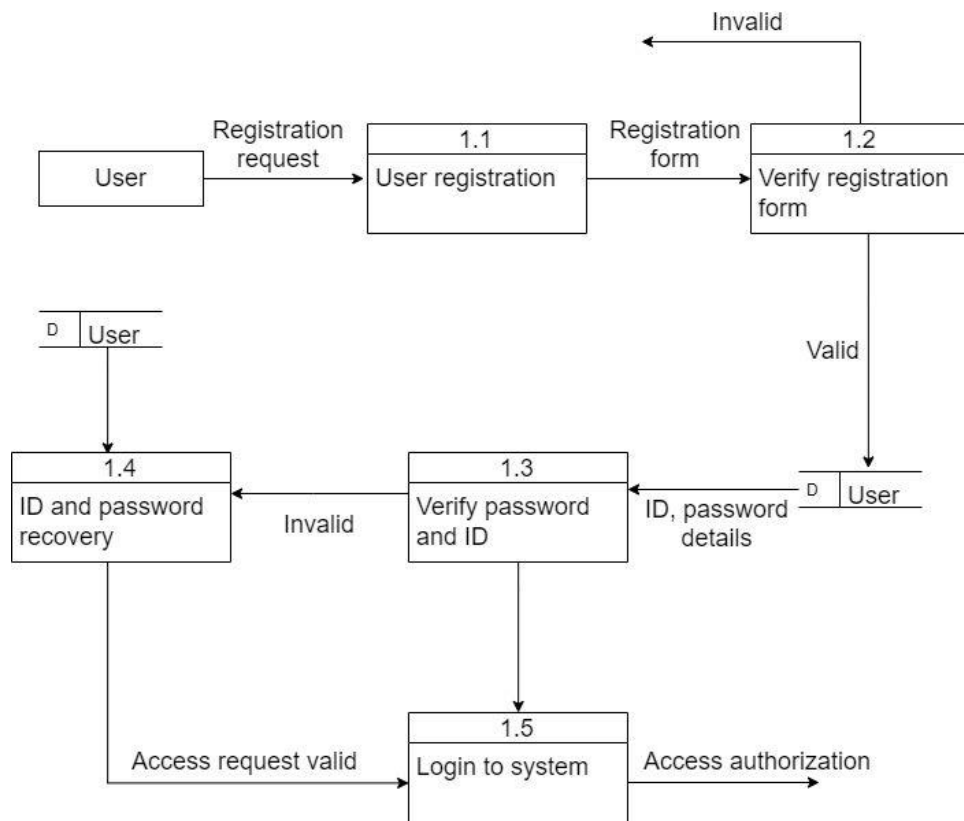 Invalid
Registration
request
1.1
Registration
form
1.2
User
User registration
Verify registration
form
D
User
Valid
1.4
ID and password
recovery
Invalid
1.3
Verify password
and ID
ID, password
details
D
User
1.5
Access request valid
Login to system
Access authorization